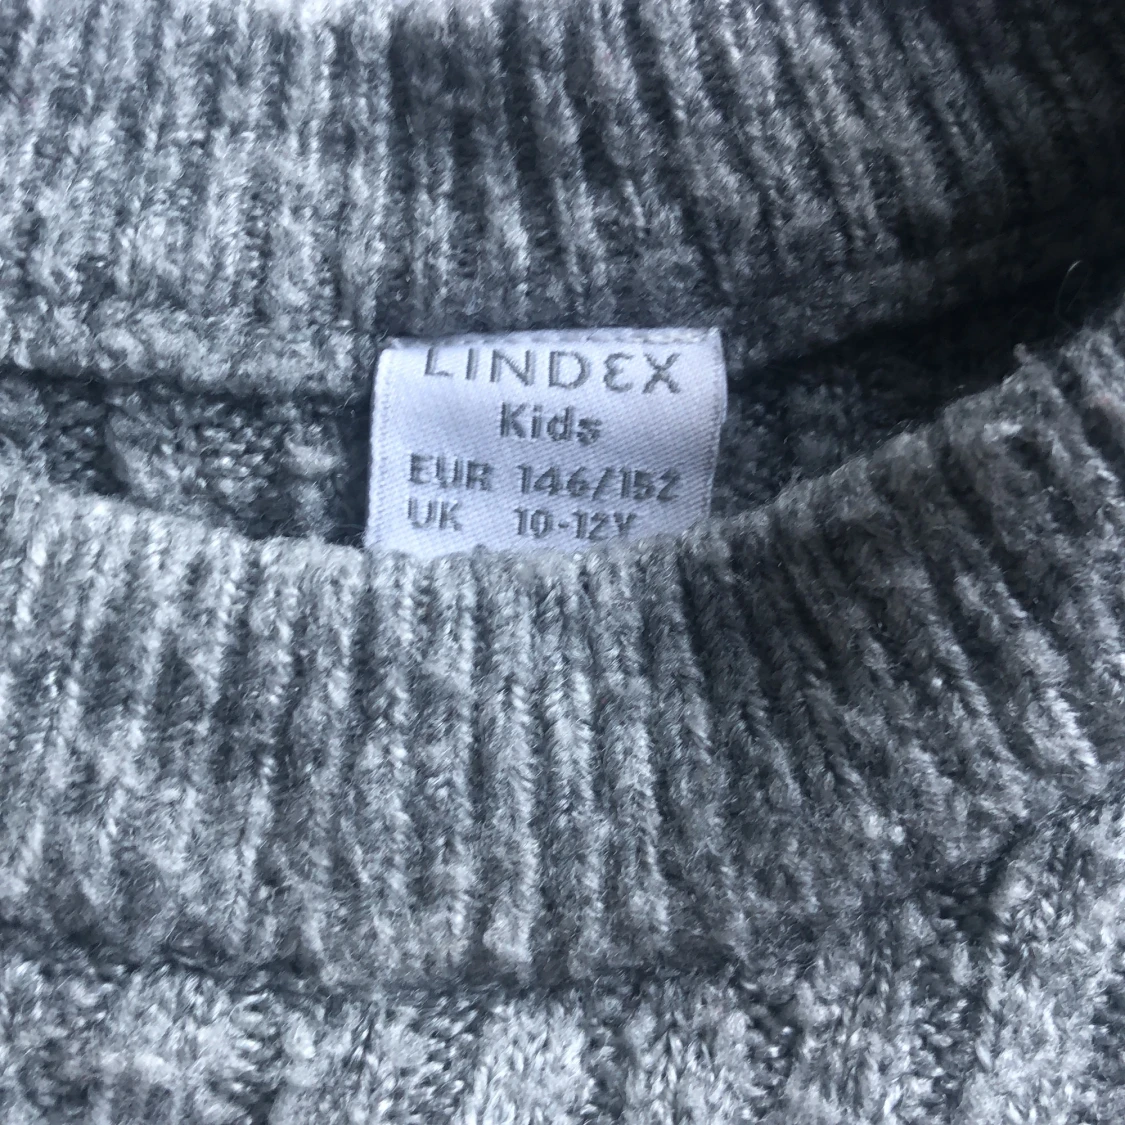 LINDEX
Kids
EUR 146/152
UK 10-12Y